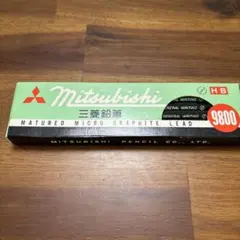 mitsubishi
HB
三菱鉛筆
9800
MATURED MICRO GRAPHITE LEAD
MITSUBISHI PENCIL CO., LTD.